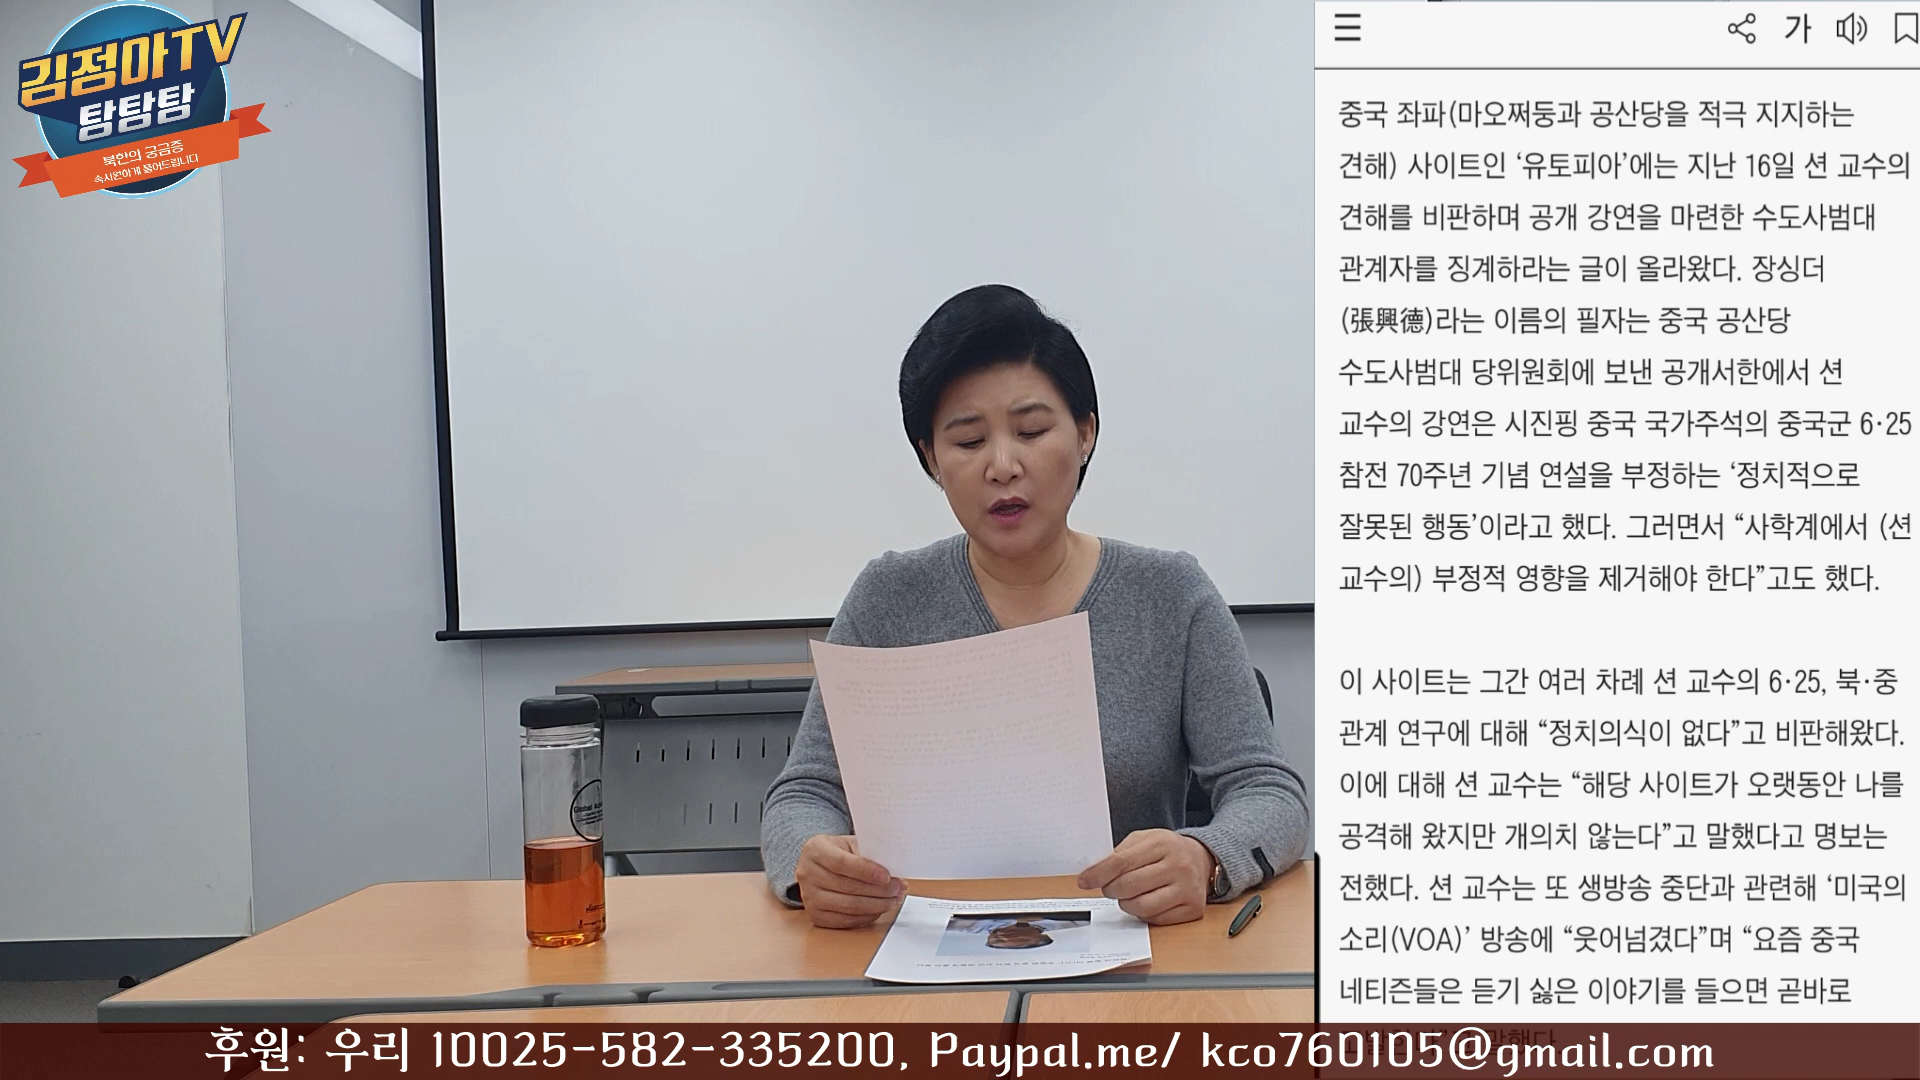 김정아TV
탕탕탕
북한의 궁금증
속시원하게 풀어드립니다
가
중국 좌파(마오쩌둥과 공산당을 적극 지지하는
견해) 사이트인 ‘유토피아’에는 지난 16일 션 교수의
견해를 비판하며 공개 강연을 마련한 수도사범대
관계자를 징계하라는 글이 올라왔다. 장싱더
(張興德)라는 이름의 필자는 중국 공산당
수도사범대 당위원회에 보낸 공개서한에서 션
교수의 강연은 시진핑 중국 국가주석의 중국군 6·25
참전 70주년 기념 연설을 부정하는 ‘정치적으로
잘못된 행동’이라고 했다. 그러면서 “사학계에서 (션
교수의) 부정적 영향을 제거해야 한다”고도 했다.
이 사이트는 그간 여러 차례 션 교수의 6·25, 북·중
관계 연구에 대해 “정치의식이 없다”고 비판해왔다.
이에 대해 션 교수는 “해당 사이트가 오랫동안 나를
공격해 왔지만 개의치 않는다”고 말했다고 명보는
전했다. 션 교수는 또 생방송 중단과 관련해 ‘미국의
소리(VOA)’ 방송에 “웃어넘겼다”며 “요즘 중국
네티즌들은 듣기 싫은 이야기를 들으면 곧바로
후원: 우리 10025-582-335200, Paypal.me/ kco760105@gmail.com